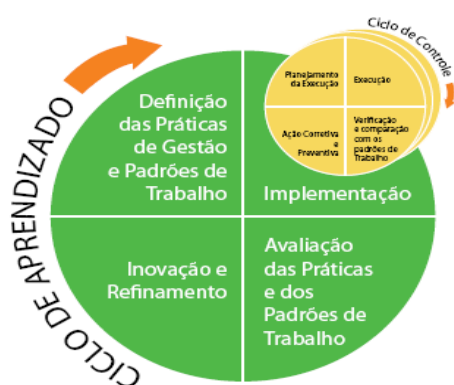 CICLO DE APRENDIZADO
Definição
das Práticas
de Gestão
e Padrões de
Trabalho
Ciclo de Controle
Planejamento
da Execução
Execução
Ação Corretiva
e
Preventiva
Verificação
e comparação
com os
padrões de
Trabalho
Implementação
Inovação e
Refinamento
Avaliação
das Práticas
e dos
Padrões de
Trabalho